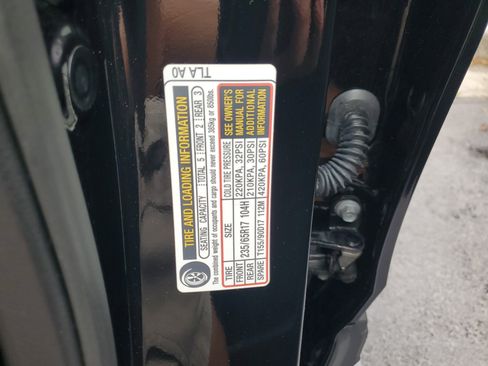 TLA A0
TIRE AND LOADING INFORMATION
SEATING CAPACITY TOTAL 5 FRONT 2 REAR 3
The combined weight of occupants and cargo should never exceed 385kg or 850lbs.
TIRE SIZE COLD TIRE PRESSURE
FRONT 235/65R17 104H 220KPA, 32PSI
REAR 210KPA, 30PSI
SPARE T155/90D17 112M 420KPA, 60PSI
SEE OWNER'S
MANUAL FOR
ADDITIONAL
INFORMATION